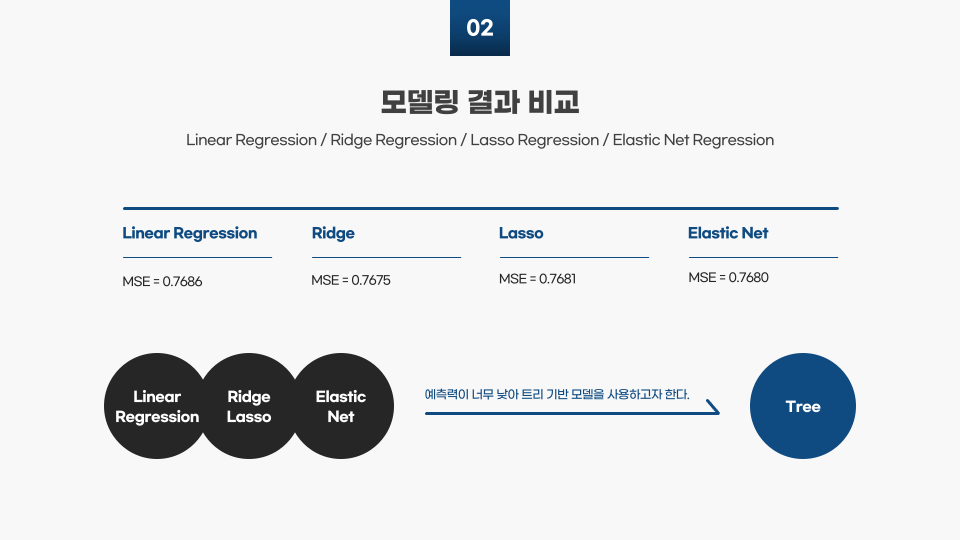 02
모델링 결과 비교
Linear Regression / Ridge Regression / Lasso Regression / Elastic Net Regression
Linear Regression
Ridge
Lasso
Elastic Net
MSE = 0.7686
MSE = 0.7675
MSE = 0.7681
MSE = 0.7680
Linear
Regression
Ridge
Lasso
Elastic
Net
예측력이 너무 낮아 트리 기반 모델을 사용하고자 한다.
Tree